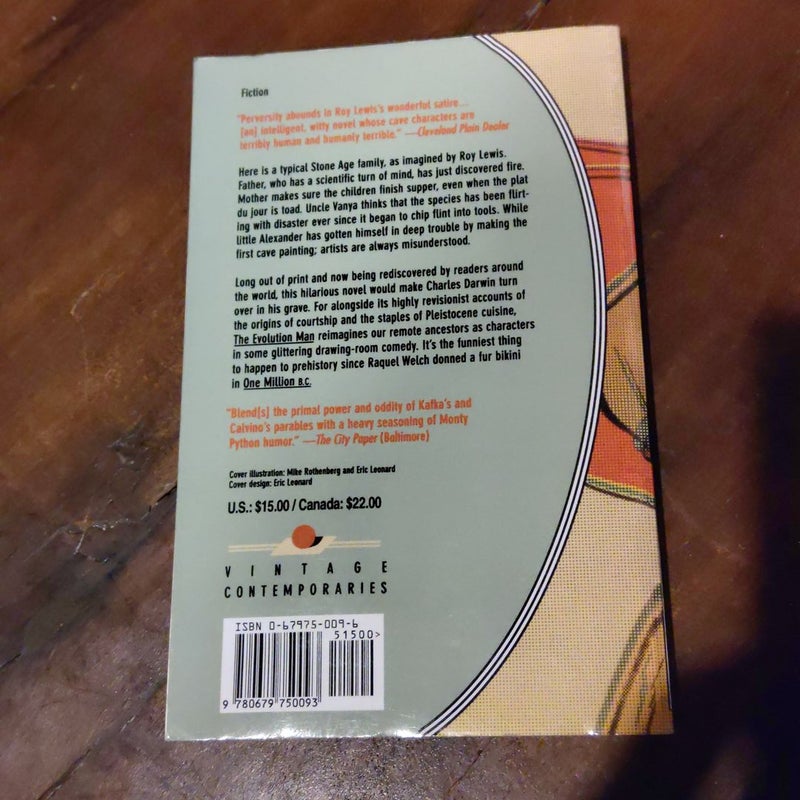 Fiction
"Perversity abounds in Roy Lewis's wonderful satire...
[an] intelligent, witty novel whose cave characters are
terribly human and humanly terrible." —Cleveland Plain Dealer
Here is a typical Stone Age family, as imagined by Roy Lewis.
Father, who has a scientific turn of mind, has just discovered fire.
Mother makes sure the children finish supper, even when the plat
du jour is toad. Uncle Vanya thinks that the species has been flirt-
ing with disaster ever since it began to chip flint into tools. While
little Alexander has gotten himself in deep trouble by making the
first cave painting; artists are always misunderstood.
Long out of print and now being rediscovered by readers around
the world, this hilarious novel would make Charles Darwin turn
over in his grave. For alongside its highly revisionist accounts of
the origins of courtship and the staples of Pleistocene cuisine,
The Evolution Man reimagines our remote ancestors as characters
in some glittering drawing-room comedy. It's the funniest thing
to happen to prehistory since Raquel Welch donned a fur bikini
in One Million B.C.
"Blend[s] the primal power and oddity of Kafka's and
Calvino's parables with a heavy seasoning of Monty
Python humor." —The City Paper (Baltimore)
Cover illustration: Mike Rothenberg and Eric Leonard
Cover design: Eric Leonard
U.S.: $15.00 / Canada: $22.00
VINTAGE
CONTEMPORARIES
ISBN 0-67975-009-6
51500>
9 780679 750093